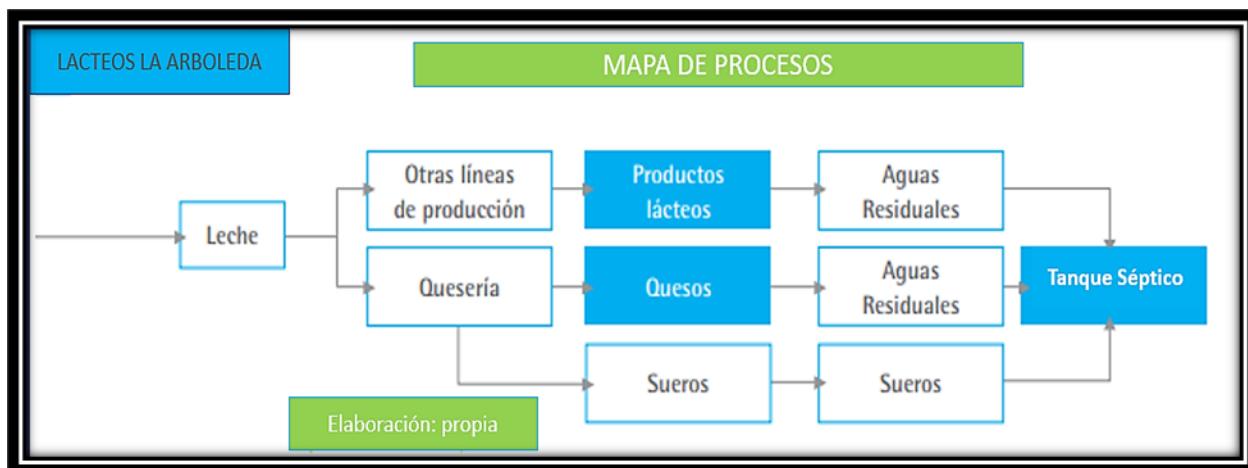 LACTEOS LA ARBOLEDA
MAPA DE PROCESOS
Otras líneas
de producción
Productos
lácteos
Aguas
Residuales
Leche
Quesería
Quesos
Aguas
Residuales
Tanque Séptico
Sueros
Sueros
Elaboración: propia